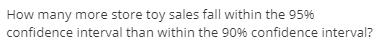 How many more store toy sales fall within the 95%
confidence interval than within the 90% confidence interval?